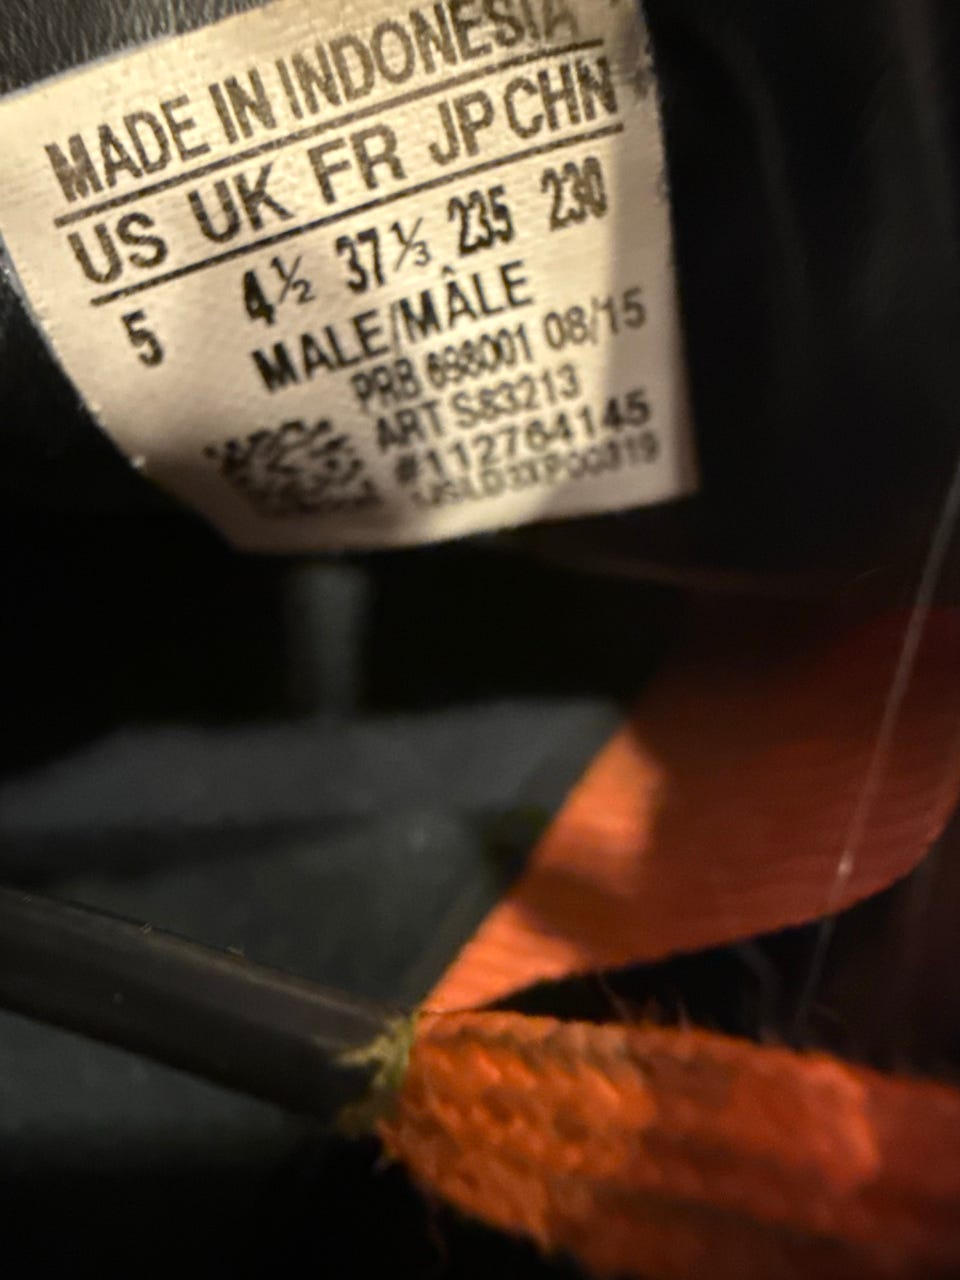 MADE IN INDONESIA
US UK FR JP CHN
5 4½ 37⅓ 235 230
MALE/MÂLE
PRB 698001 08/15
ART S83213
#112764145